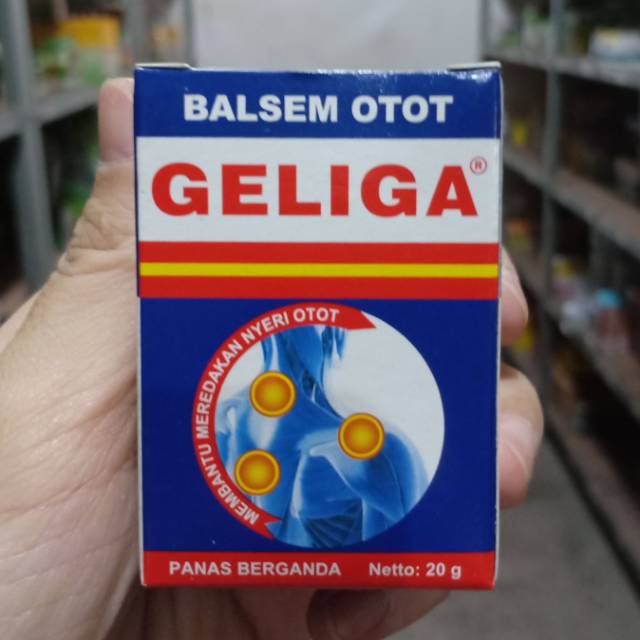 BALSEM OTOT
GELIGA®
MEMBANTU MEREDAKAN NYERI OTOT
PANAS BERGANDA Netto: 20 g